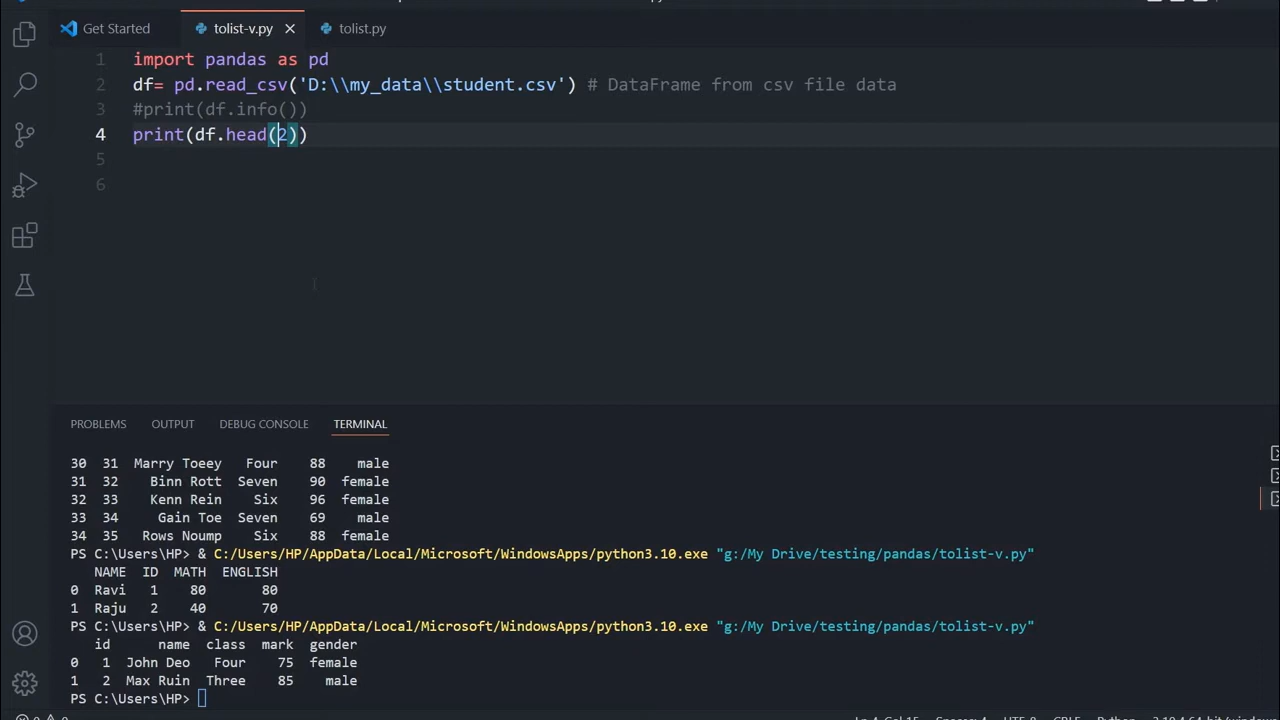 Get Started
tolist-v.py
tolist.py
1 import pandas as pd
2 df= pd.read_csv('D:\\my_data\\student.csv') # DataFrame from csv file data
3 #print(df.info())
4 print(df.head(2))
5
6
PROBLEMS OUTPUT DEBUG CONSOLE TERMINAL
30 31 Marry Toeey Four 88 male
31 32 Binn Rott Seven 90 female
32 33 Kenn Rein Six 96 female
33 34 Gain Toe Seven 69 male
34 35 Rows Noump Six 88 female
PS C:\Users\HP> & C:/Users/HP/AppData/Local/Microsoft/WindowsApps/python3.10.exe "g:/My Drive/testing/pandas/tolist-v.py"
NAME ID MATH ENGLISH
0 Ravi 1 80 80
1 Raju 2 40 70
PS C:\Users\HP> & C:/Users/HP/AppData/Local/Microsoft/WindowsApps/python3.10.exe "g:/My Drive/testing/pandas/tolist-v.py"
id name class mark gender
0 1 John Deo Four 75 female
1 2 Max Ruin Three 85 male
PS C:\Users\HP>